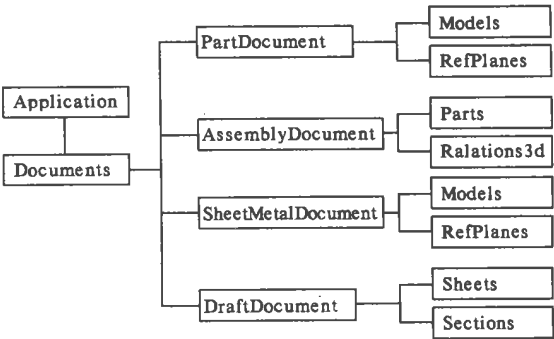 Application
Documents
PartDocument
Models
RefPlanes
AssemblyDocument
Parts
Ralations3d
SheetMetalDocument
Models
RefPlanes
DraftDocument
Sheets
Sections